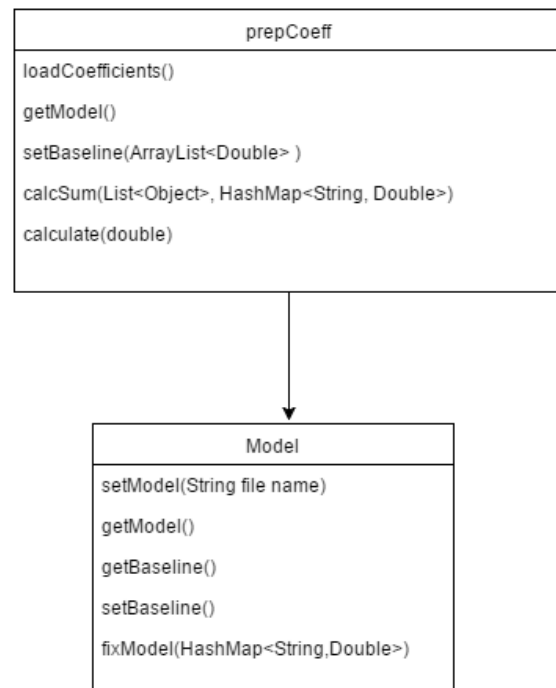 prepCoeff
loadCoefficients()
getModel()
setBaseline(ArrayList<Double> )
calcSum(List<Object>, HashMap<String, Double>)
calculate(double)
Model
setModel(String file name)
getModel()
getBaseline()
setBaseline()
fixModel(HashMap<String,Double>)